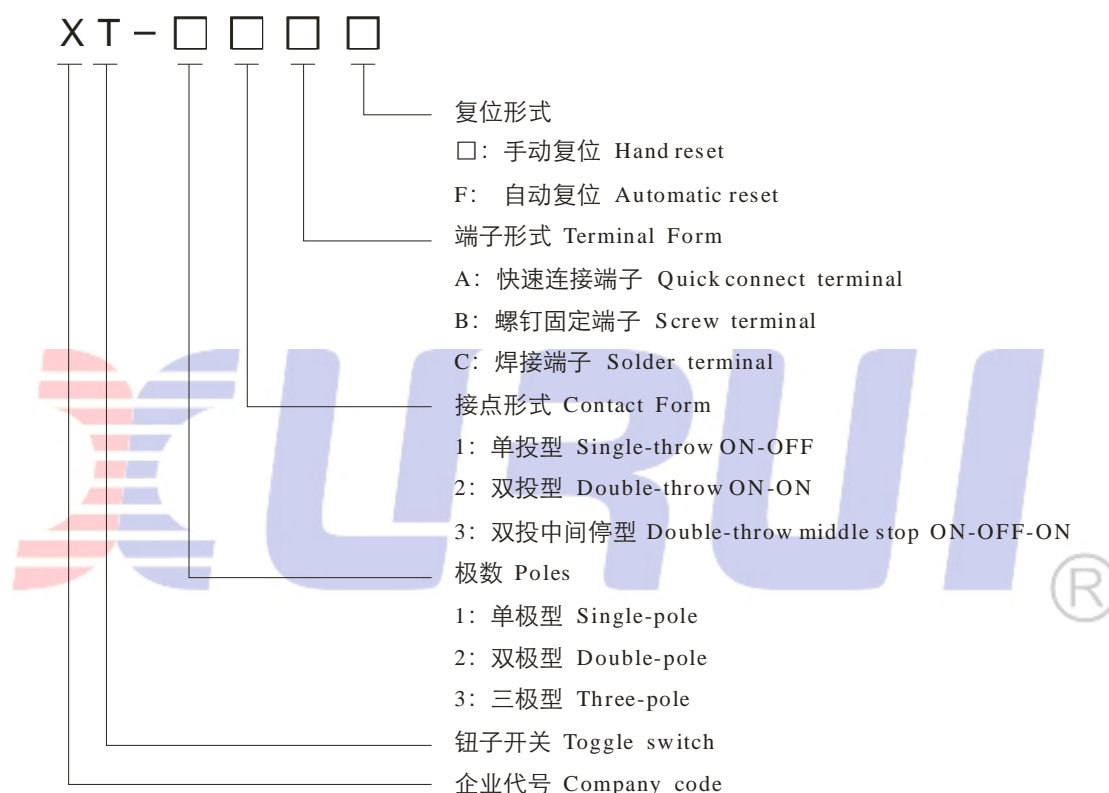 XT-□□□□
复位形式
□：手动复位 Hand reset
F： 自动复位 Automatic reset
端子形式 Terminal Form
A：快速连接端子 Quick connect terminal
B：螺钉固定端子 Screw terminal
C：焊接端子 Solder terminal
接点形式 Contact Form
1：单投型 Single-throw ON-OFF
2：双投型 Double-throw ON-ON
3：双投中间停型 Double-throw middle stop ON-OFF-ON
极数 Poles
1：单极型 Single-pole
2：双极型 Double-pole
3：三极型 Three-pole
钮子开关 Toggle switch
企业代号 Company code
XURUI®